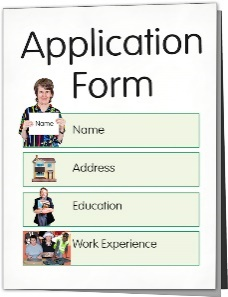 Application
Form
Name
Name
Address
Education
Work Experience